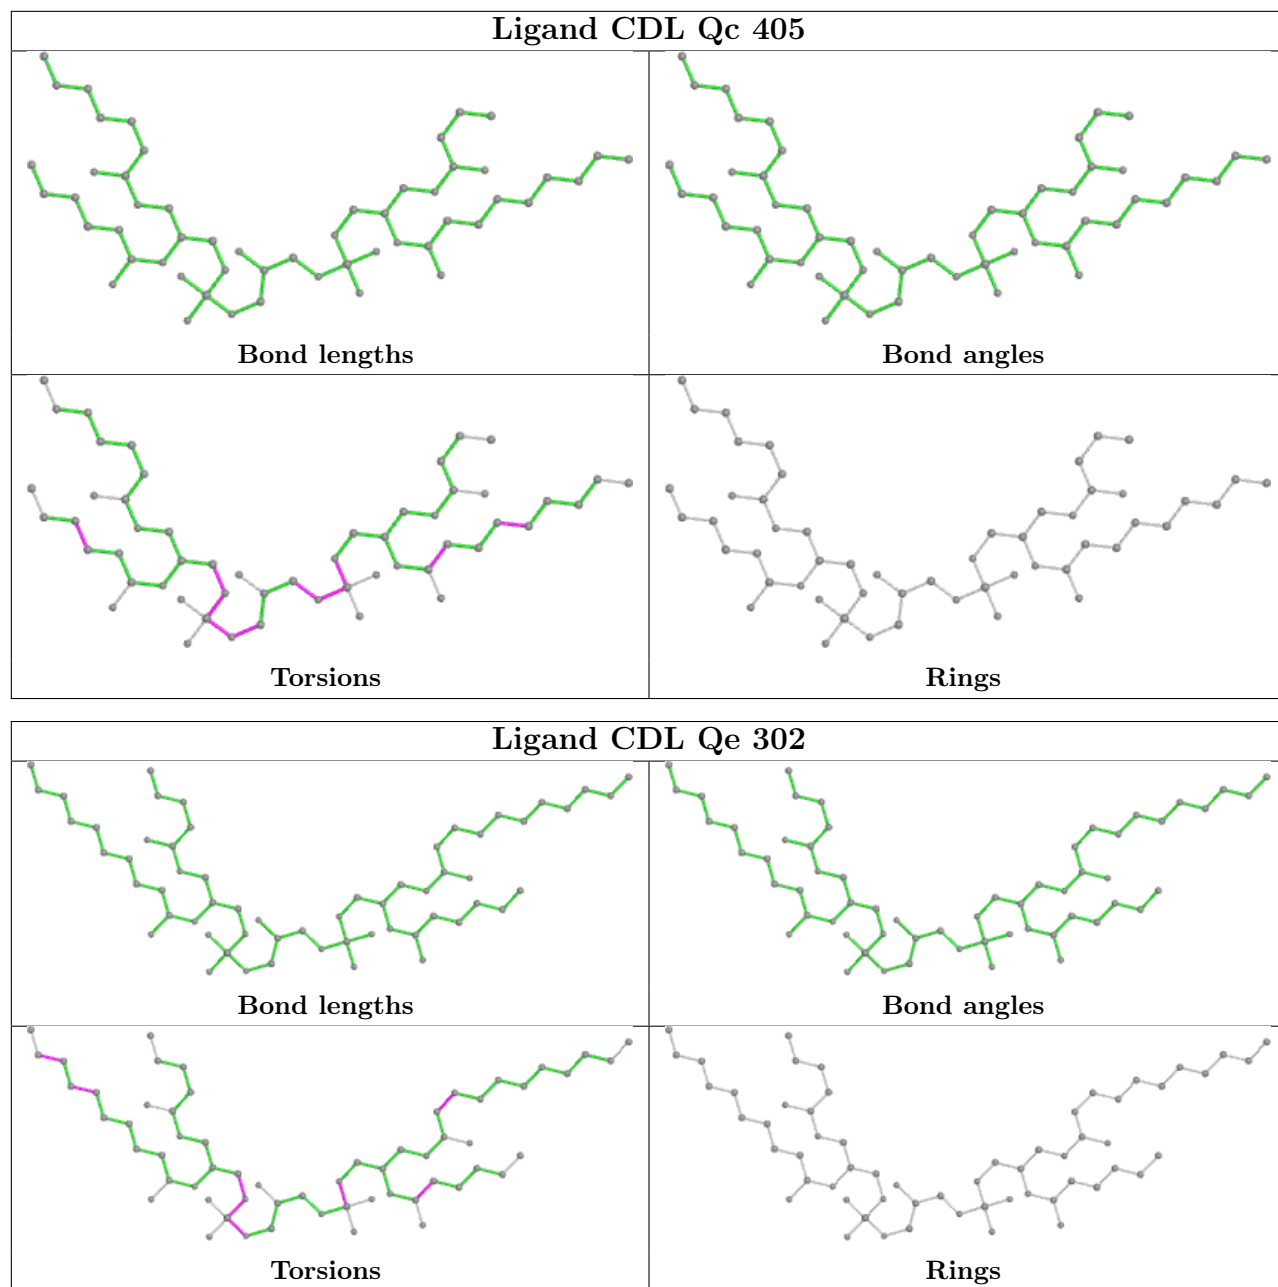 Ligand CDL Qc 405
Bond lengths
Bond angles
Torsions
Rings
Ligand CDL Qe 302
Bond lengths
Bond angles
Torsions
Rings